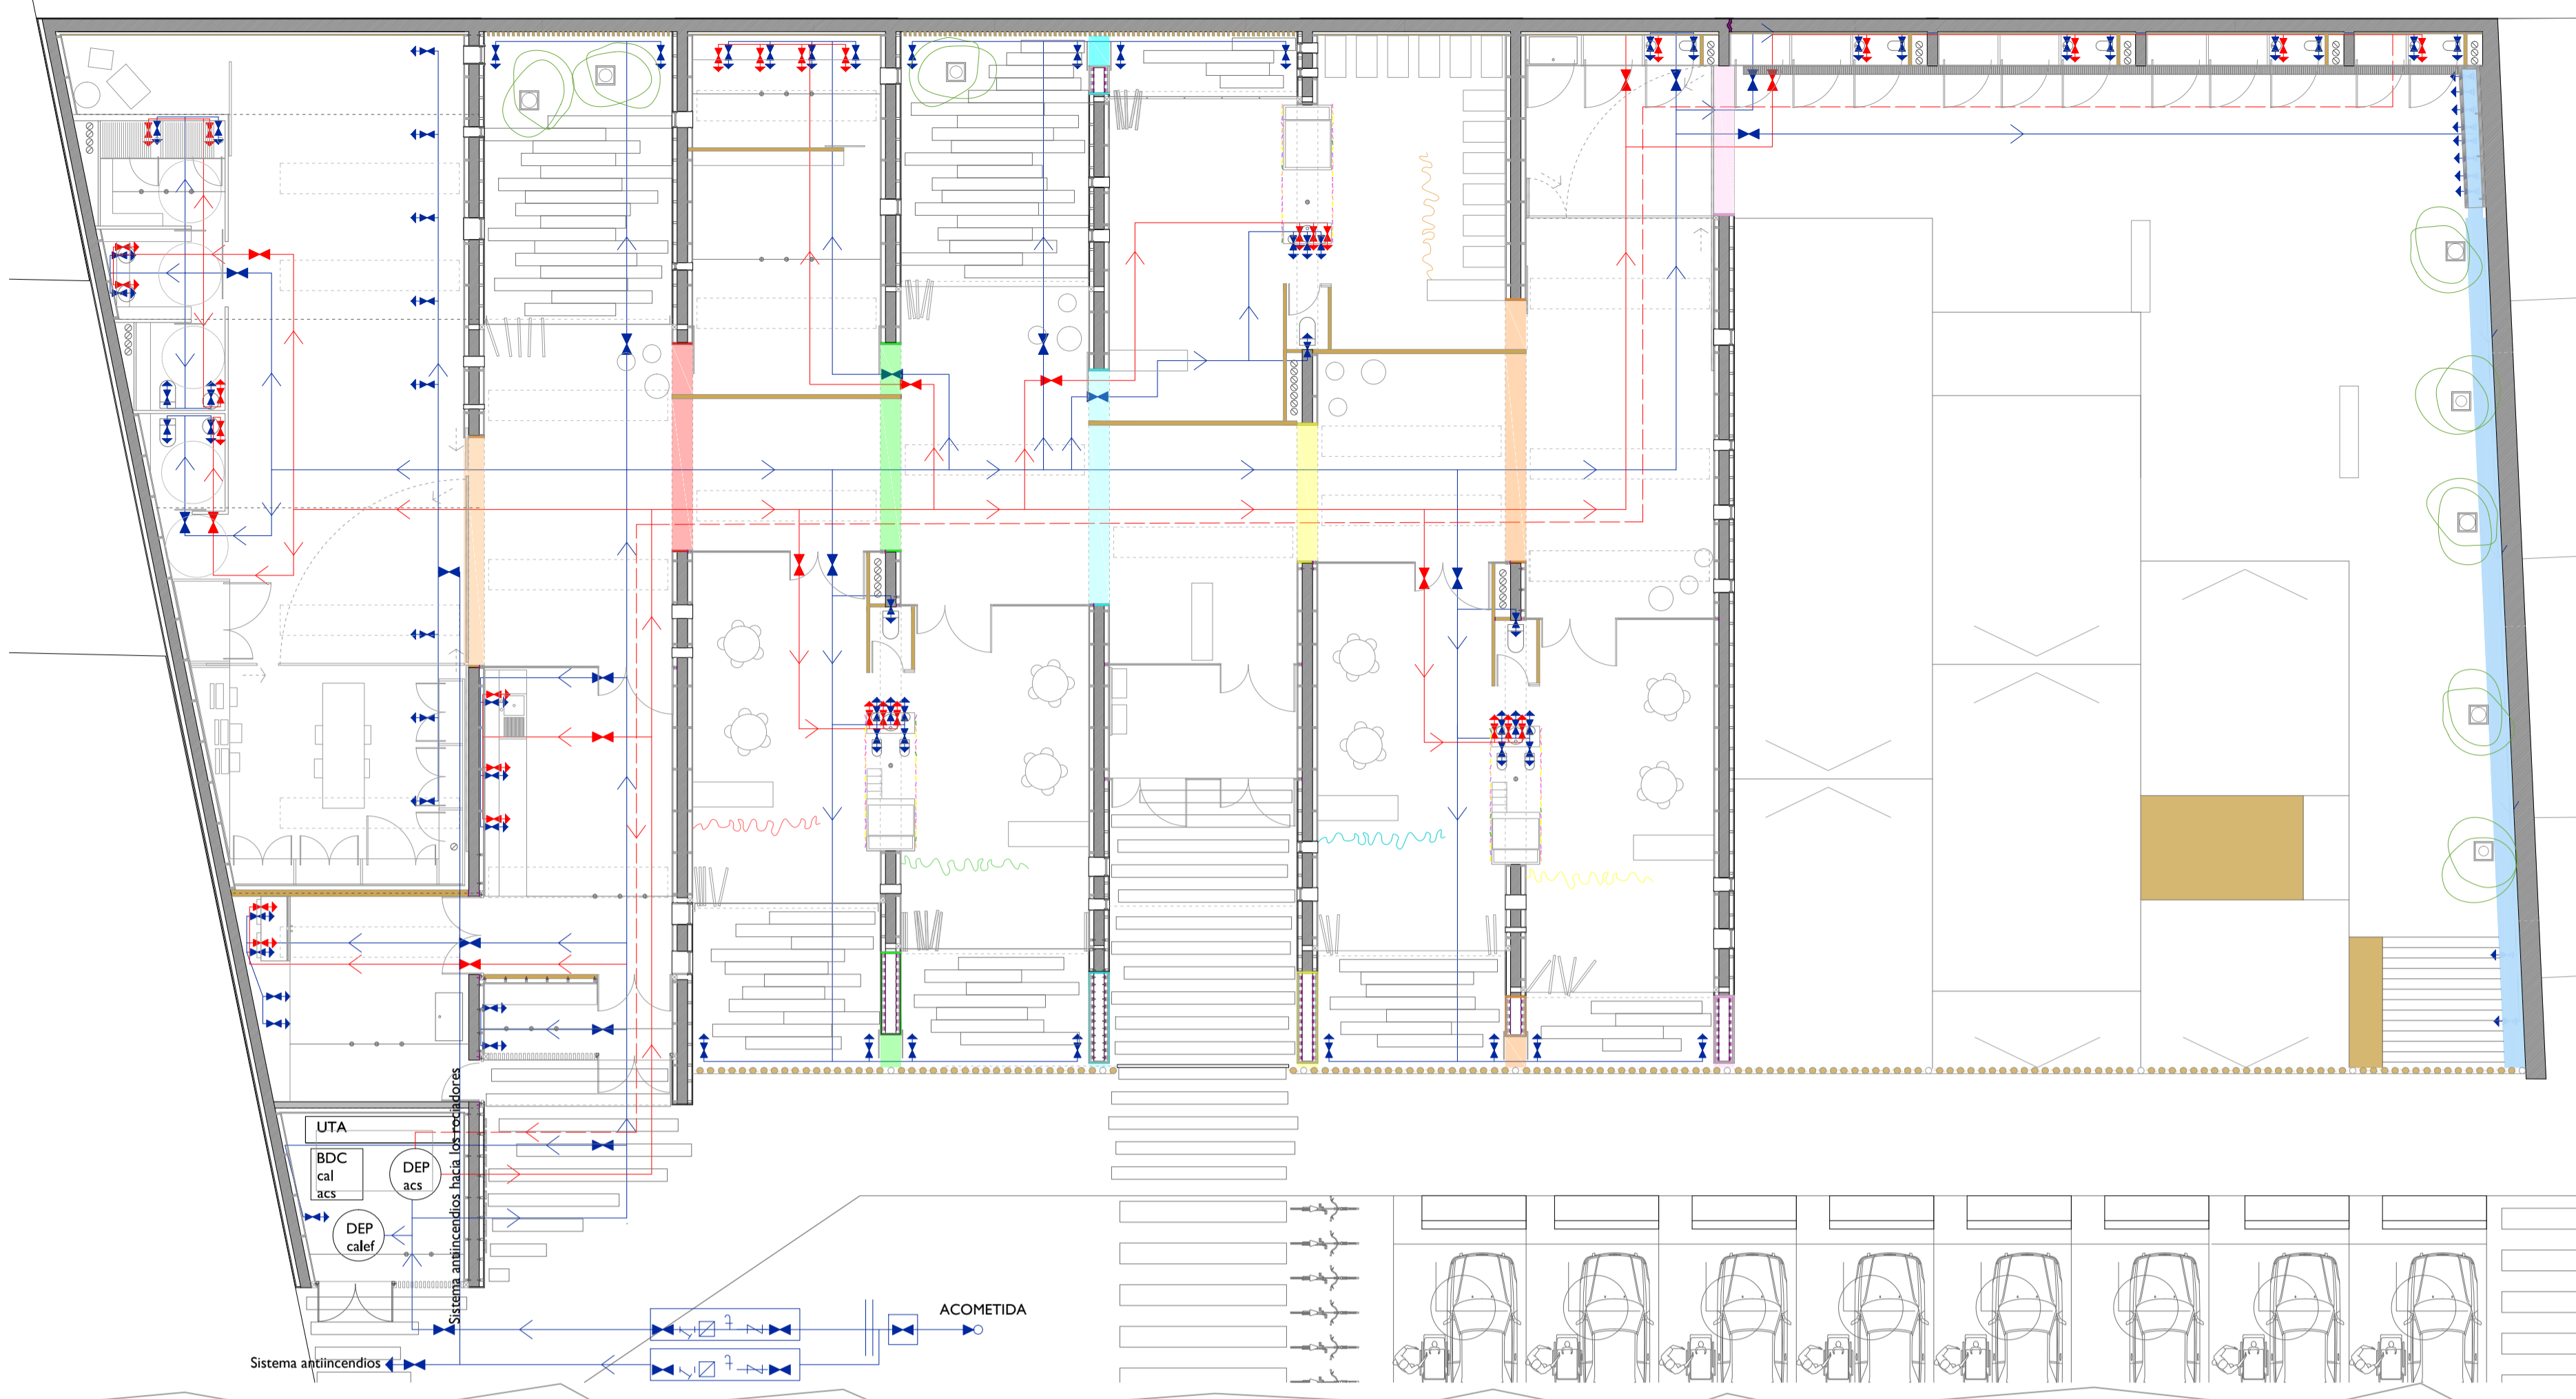 UTA
BDC
cal
acs
DEP
acs
DEP
calef
Sistema antiincendios hacia los rociadores
ACOMETIDA
Sistema antiincendios